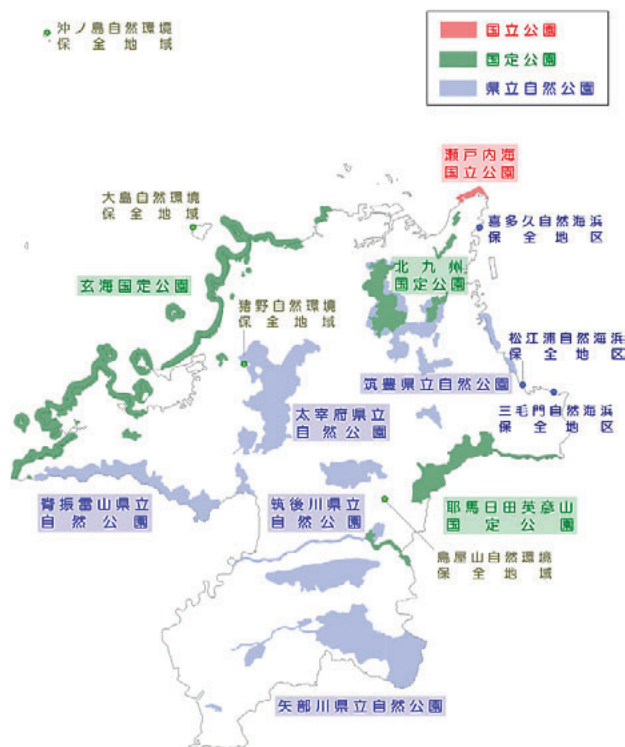 沖ノ島自然環境
保全地域
国立公園
国定公園
県立自然公園
瀬戸内海
国立公園
大島自然環境
保全地域
喜多久自然海浜
保全地区
北九州
国定公園
玄海国定公園
猪野自然環境
保全地域
松江浦自然海浜
保全地区
筑豊県立自然公園
三毛門自然海浜
保全地区
太宰府県立
自然公園
脊振雷山県立
自然公園
筑後川県立
自然公園
耶馬日田英彦山
国定公園
鳥屋山自然環境
保全地域
矢部川県立自然公園